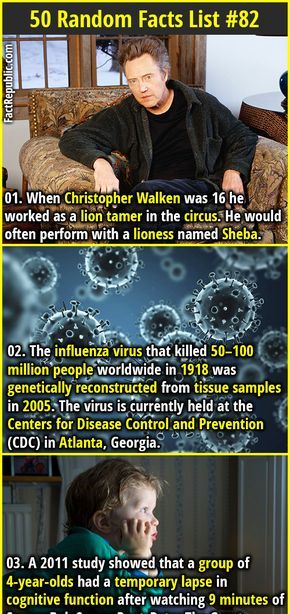 50 Random Facts List #82
FactRepublic.com
01. When Christopher Walken was 16 he
worked as a lion tamer in the circus. He would
often perform with a lioness named Sheba.
02. The influenza virus that killed 50–100
million people worldwide in 1918 was
genetically reconstructed from tissue samples
in 2005. The virus is currently held at the
Centers for Disease Control and Prevention
(CDC) in Atlanta, Georgia.
03. A 2011 study showed that a group of
4-year-olds had a temporary lapse in
cognitive function after watching 9 minutes of